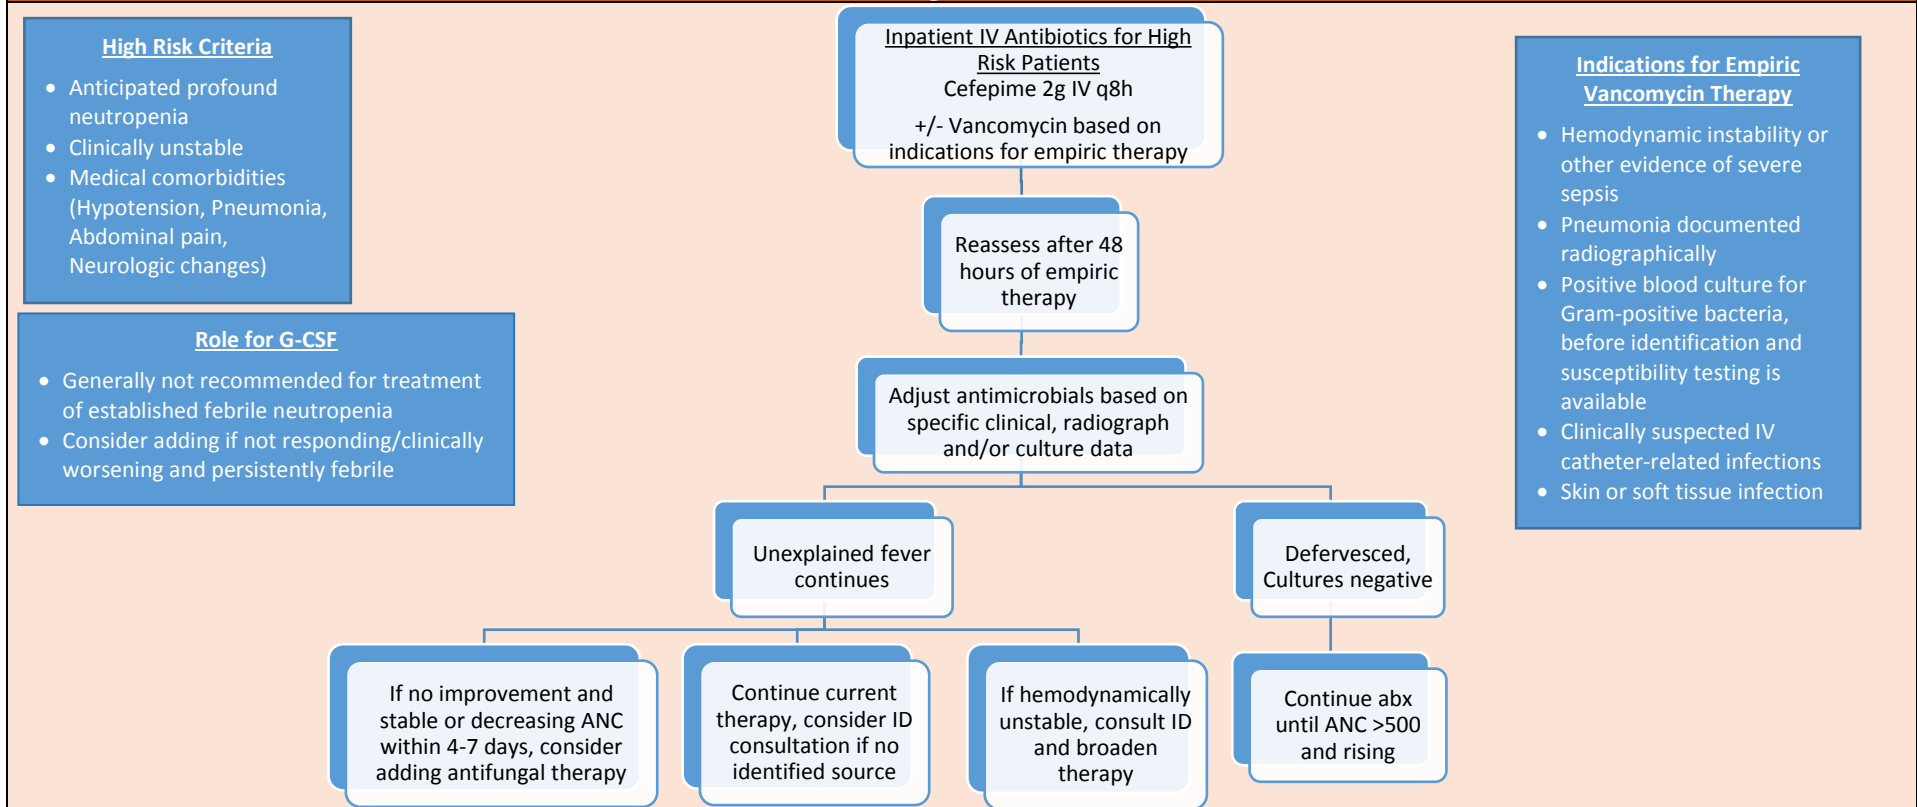 High Risk Criteria
• Anticipated profound
neutropenia
• Clinically unstable
• Medical comorbidities
(Hypotension, Pneumonia,
Abdominal pain,
Neurologic changes)
Role for G-CSF
• Generally not recommended for treatment
of established febrile neutropenia
• Consider adding if not responding/clinically
worsening and persistently febrile
Inpatient IV Antibiotics for High
Risk Patients
Cefepime 2g IV q8h
+/- Vancomycin based on
indications for empiric therapy
Reassess after 48
hours of empiric
therapy
Adjust antimicrobials based on
specific clinical, radiograph
and/or culture data
Unexplained fever
continues
Defervesced,
Cultures negative
If no improvement and
stable or decreasing ANC
within 4-7 days, consider
adding antifungal therapy
Continue current
therapy, consider ID
consultation if no
identified source
If hemodynamically
unstable, consult ID
and broaden
therapy
Continue abx
until ANC >500
and rising
Indications for Empiric
Vancomycin Therapy
• Hemodynamic instability or
other evidence of severe
sepsis
• Pneumonia documented
radiographically
• Positive blood culture for
Gram-positive bacteria,
before identification and
susceptibility testing is
available
• Clinically suspected IV
catheter-related infections
• Skin or soft tissue infection